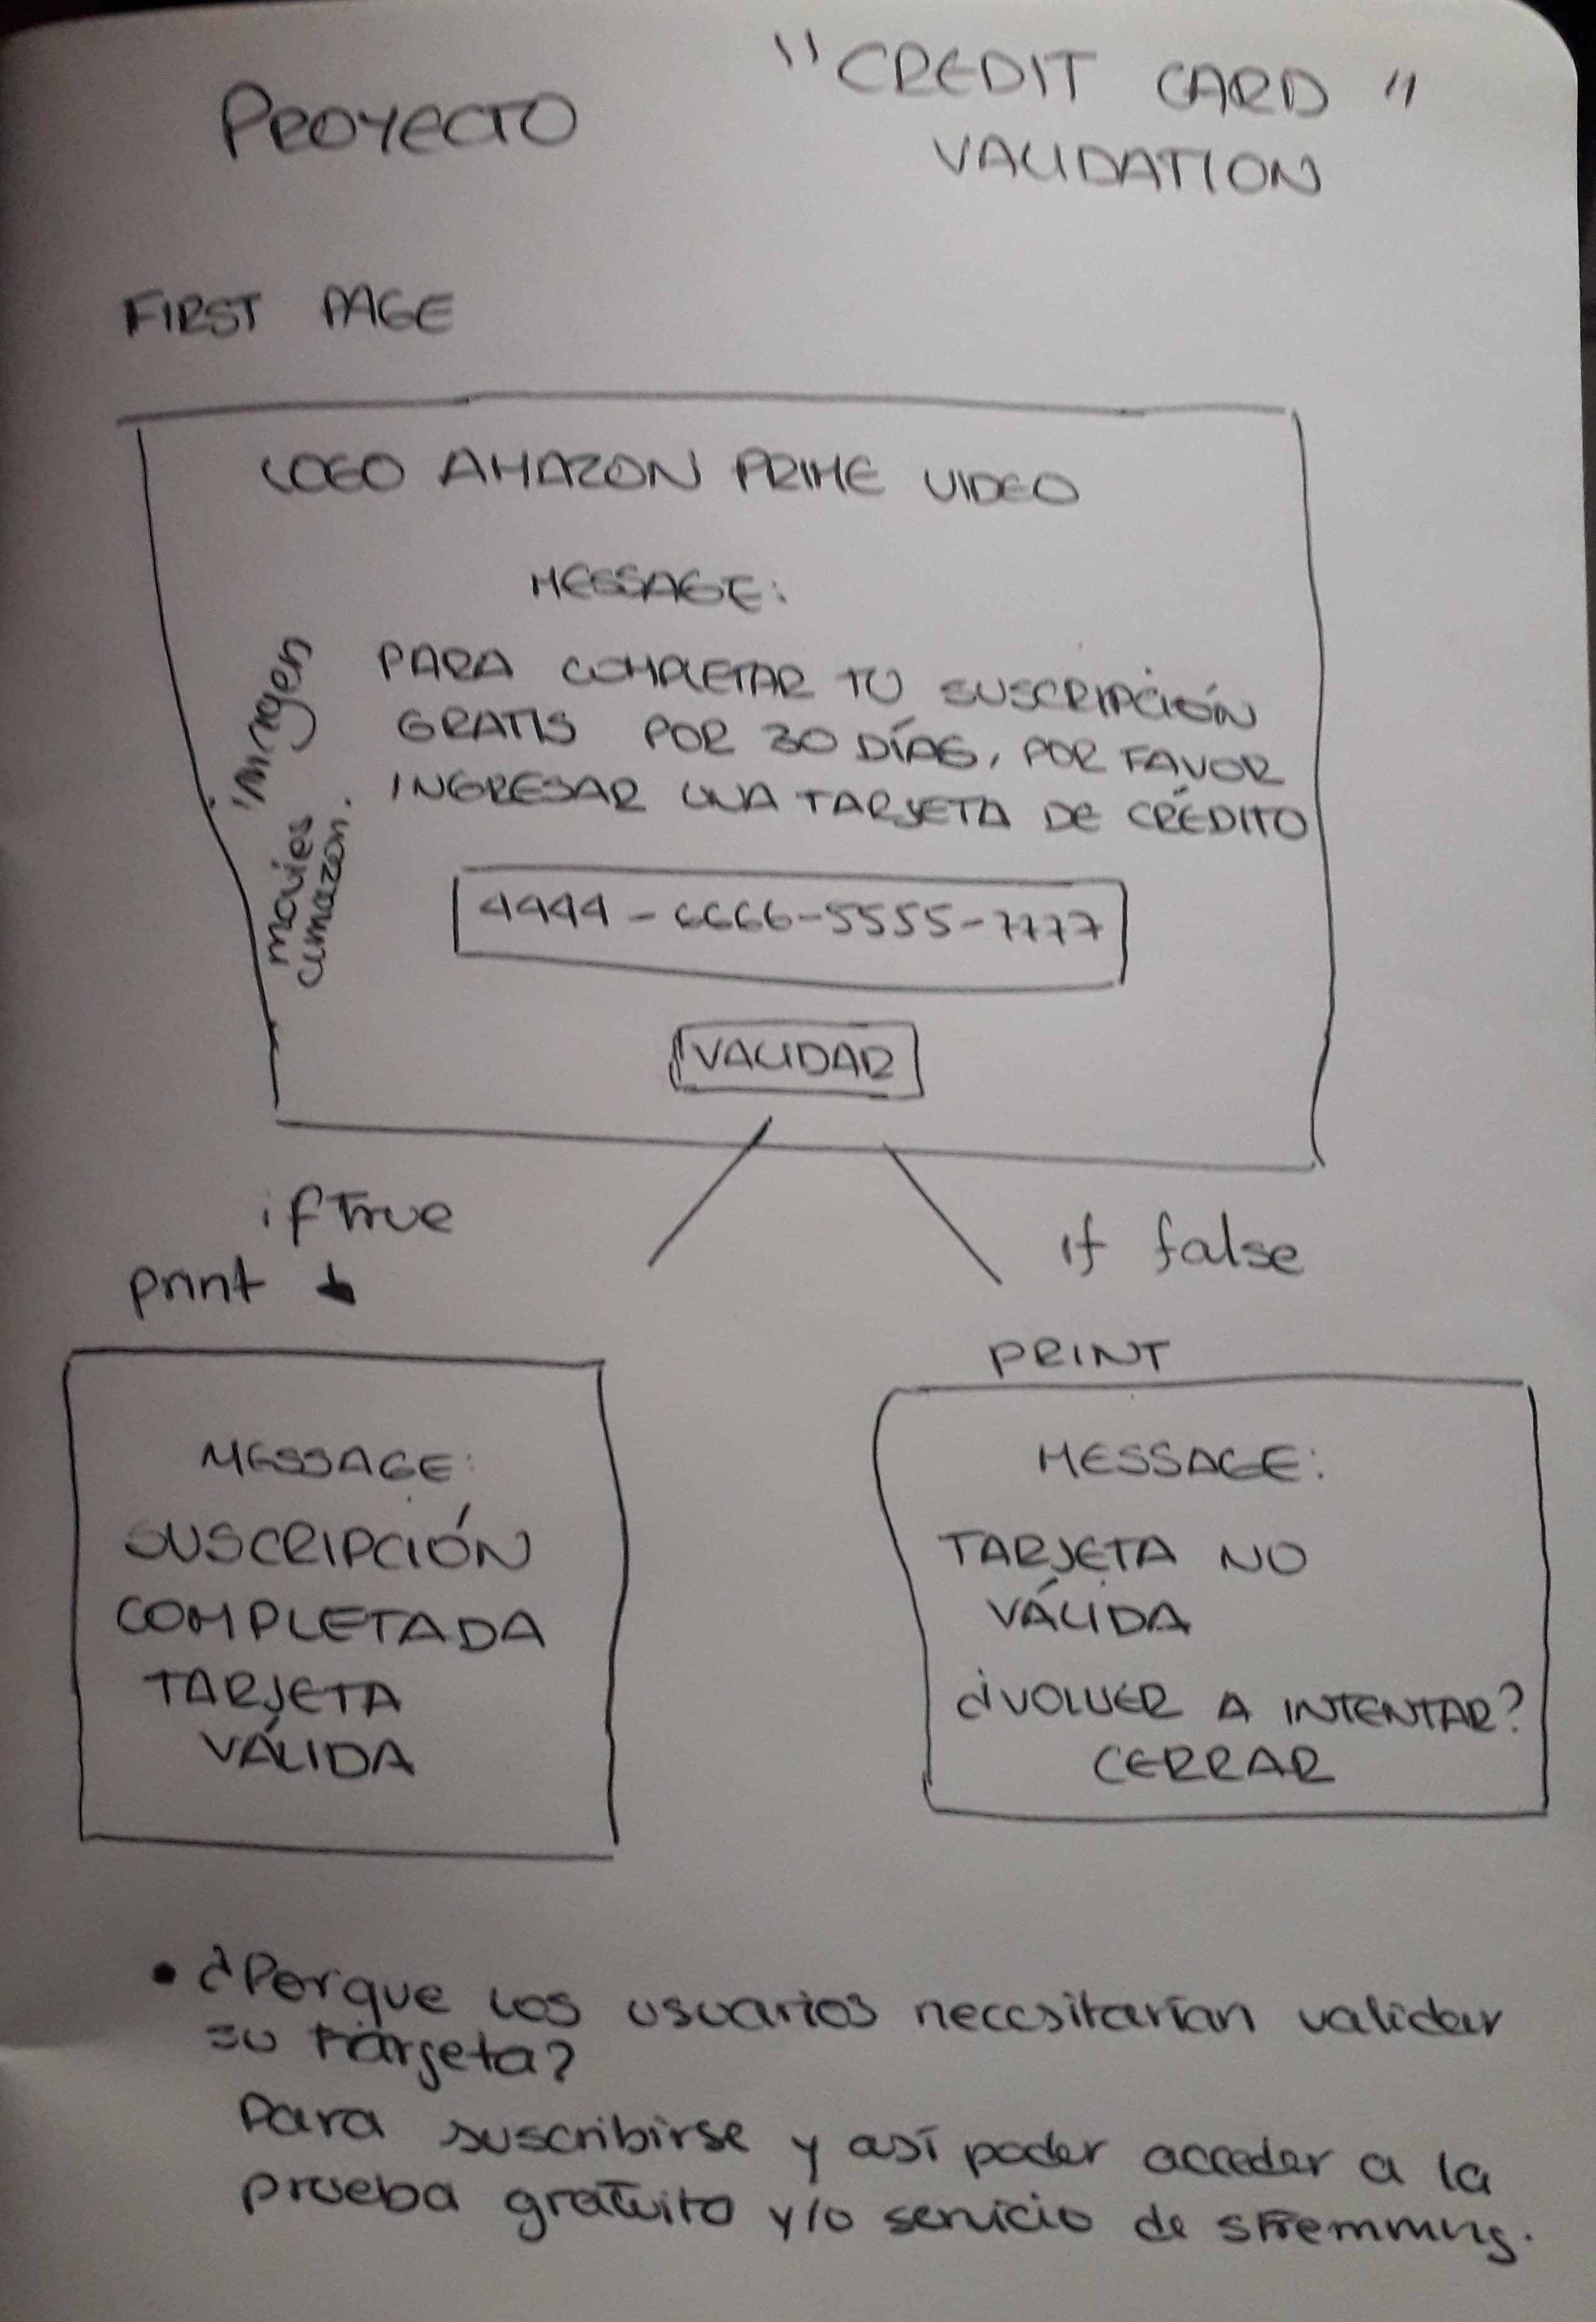 PROYECTO
"CREDIT CARD"
VALIDATION
FIRST PAGE
LOGO AMAZON PRIME VIDEO
MESSAGE:
imagen
movies
amazon.
PARA COMPLETAR TU SUSCRIPCIÓN
GRATIS POR 30 DÍAS, POR FAVOR
INGRESAR UNA TARJETA DE CRÉDITO
4444-6666-5555-7777
VALIDAR
if True
print
if false
PRINT
MESSAGE:
SUSCRIPCIÓN
COMPLETADA
TARJETA
VÁLIDA
MESSAGE:
TARJETA NO
VÁLIDA
¿VOLVER A INTENTAR?
CERRAR
• ¿Porque los usuarios necesitarían validar
su tarjeta?
Para suscribirse y así poder acceder a la
prueba gratuito y/o servicio de